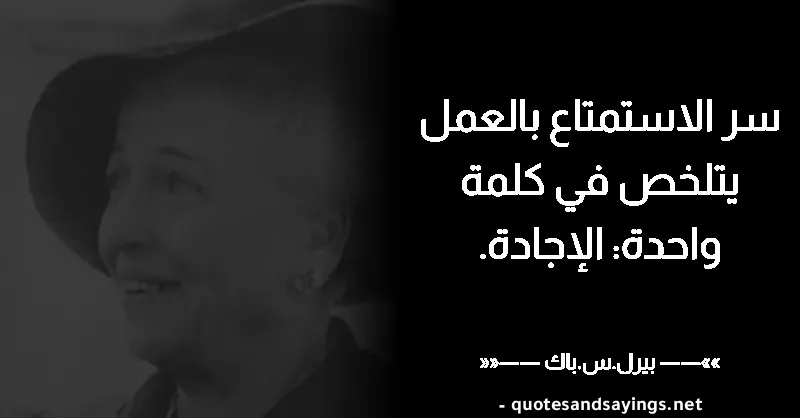 سر الاستمتاع بالعمل
يتلخص في كلمة
واحدة: الإجادة.
»»—— بيرل.س.باك ——««
- quotesandsayings.net